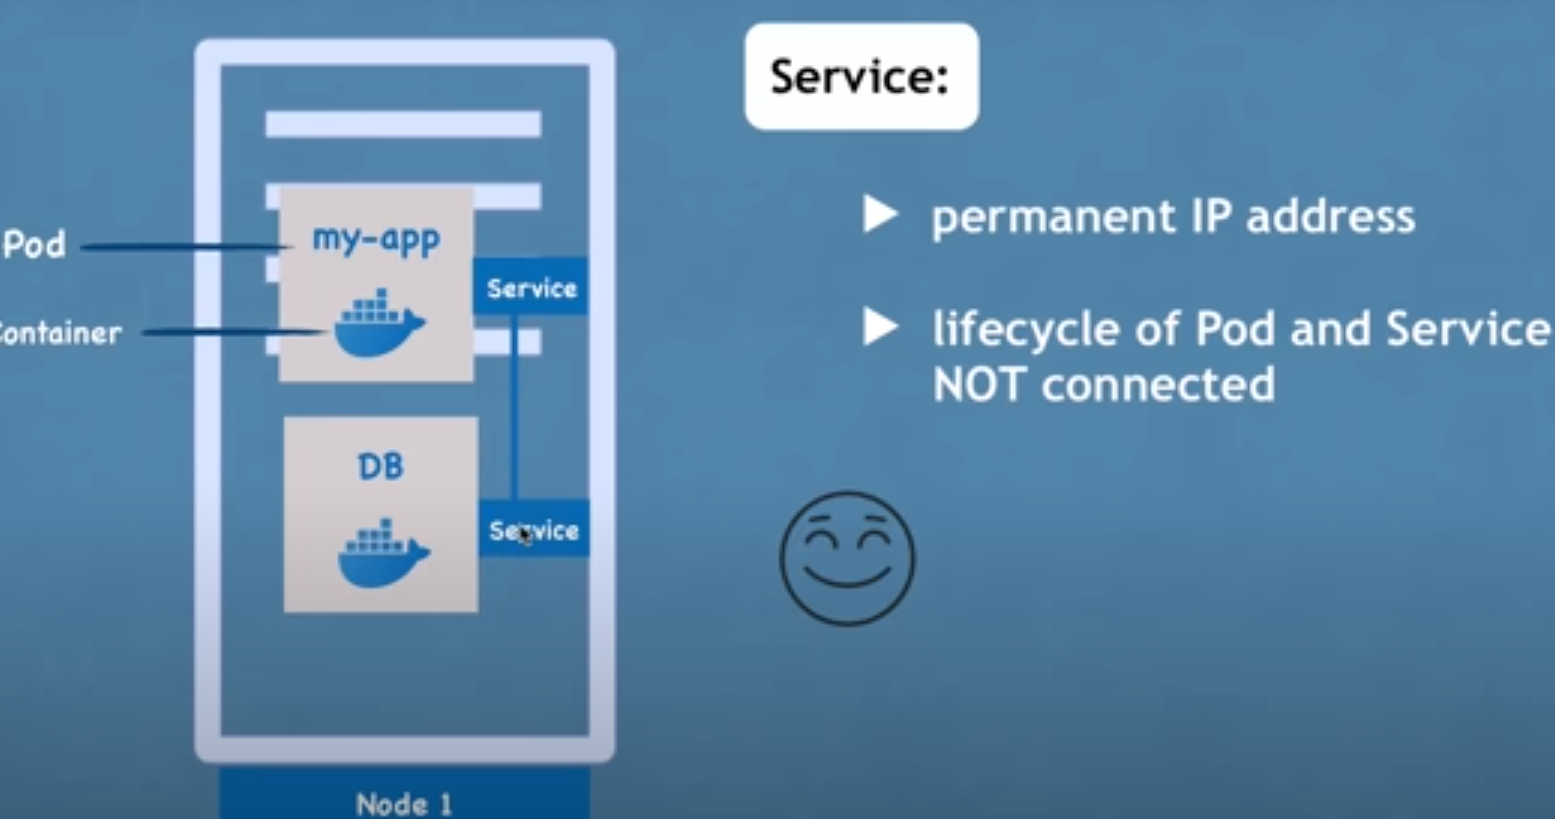 Service:
permanent IP address
lifecycle of Pod and Service
NOT connected
Pod
my-app
Service
Container
DB
Service
Node 1